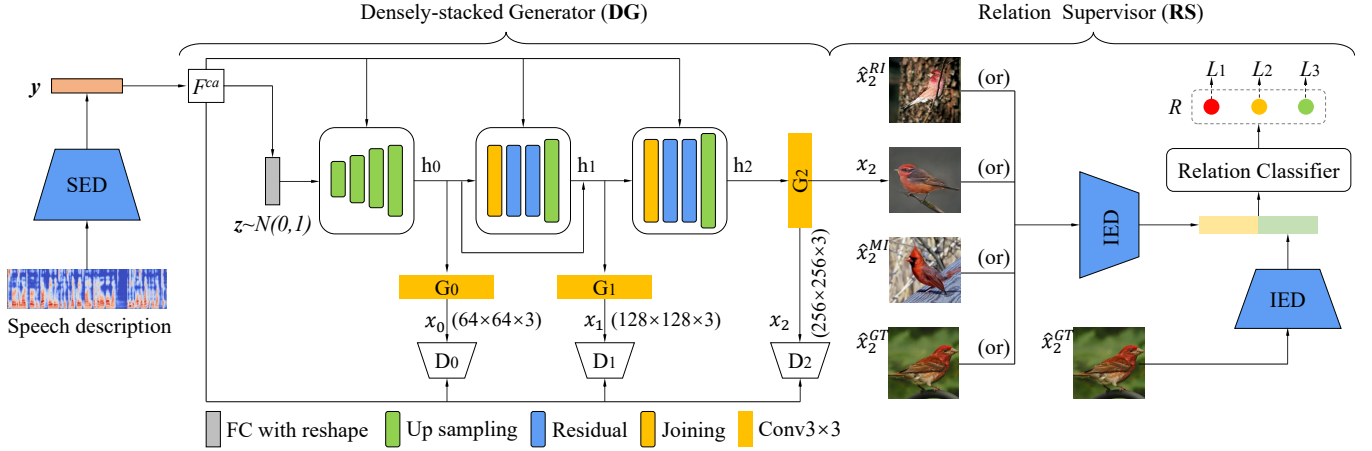 Densely-stacked Generator (DG)
Relation Supervisor (RS)
y
F^{ca}
SED
Speech description
z~N(0,1)
h₀
h₁
h₂
G₂
G₀
G₁
x₀ (64×64×3)
x₁ (128×128×3)
x₂
(256×256×3)
D₀
D₁
D₂
x̂₂^{RI}
(or)
x₂
(or)
x̂₂^{MI}
(or)
x̂₂^{GT}
(or)
x̂₂^{GT}
IED
IED
L1
L2
L3
R
Relation Classifier
FC with reshape
Up sampling
Residual
Joining
Conv3×3